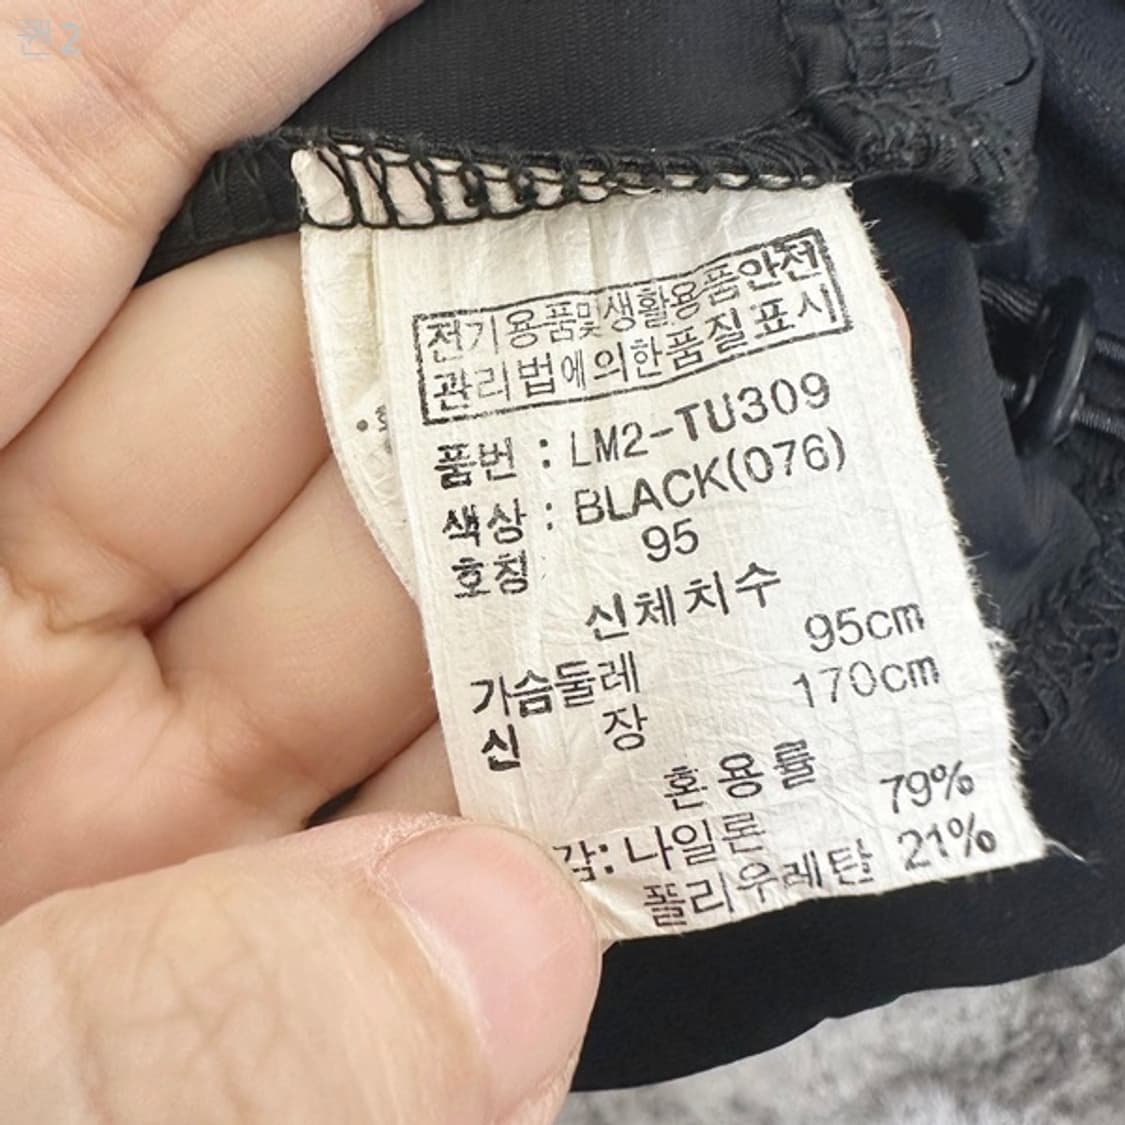 퀸 2
전기용품및생활용품안전
관리법에의한품질표시
품번 : LM2-TU309
색상 : BLACK(076)
호칭 95
신체치수
가슴둘레 95cm
신 장 170cm
혼용률
감: 나일론 79%
폴리우레탄 21%